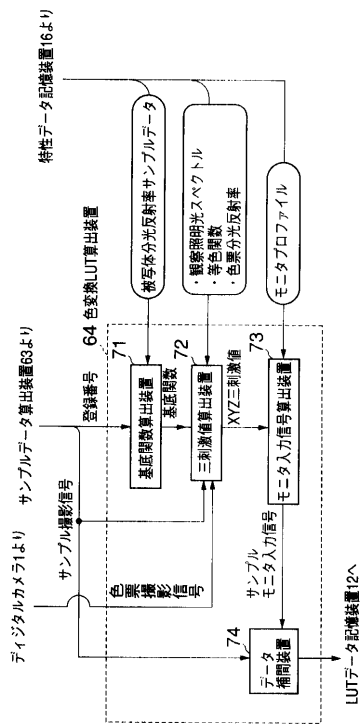 ディジタルカメラ1より
サンプルデータ算出装置63より
特性データ記憶装置16より
サンプル撮影信号
登録番号
64 色変換LUT算出装置
被写体分光反射率サンプルデータ
71
基底関数算出装置
基底関数
・観察照明光スペクトル
・等色関数
・色票分光反射率
72
三刺激値算出装置
色票撮影信号
XYZ三刺激値
モニタプロファイル
73
モニタ入力信号算出装置
サンプル
モニタ入力信号
74
データ
補間装置
LUTデータ記憶装置12へ